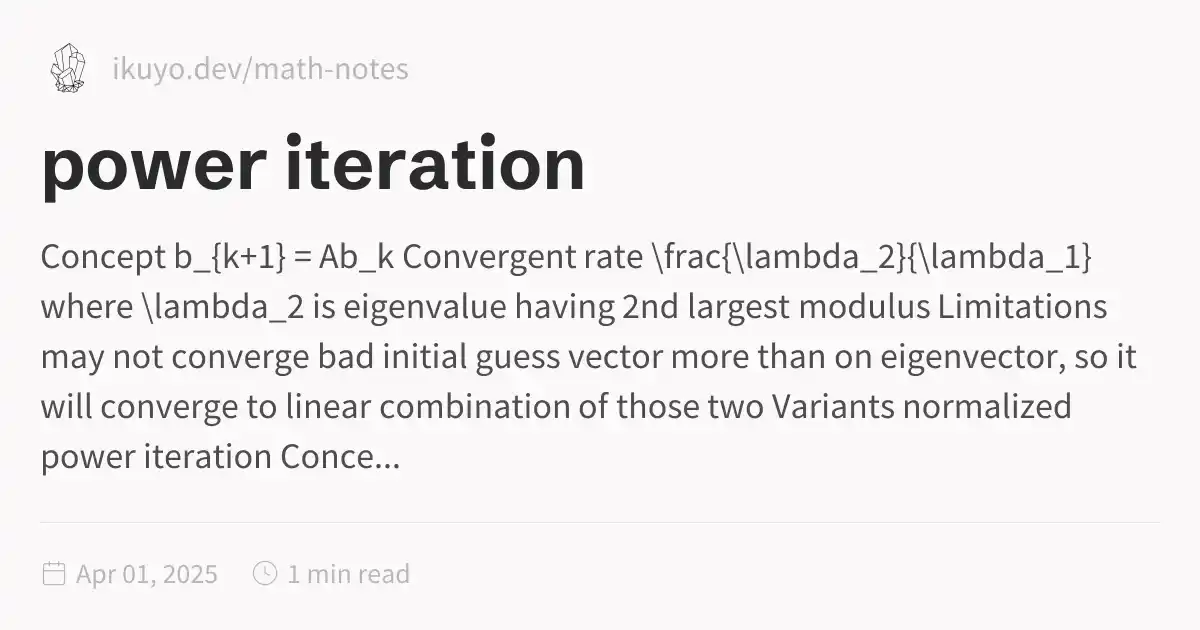 ikuyo.dev/math-notes
power iteration
Concept b_{k+1} = Ab_k Convergent rate \frac{\lambda_2}{\lambda_1}
where \lambda_2 is eigenvalue having 2nd largest modulus Limitations
may not converge bad initial guess vector more than on eigenvector, so it
will converge to linear combination of those two Variants normalized
power iteration Conce...
Apr 01, 2025 1 min read